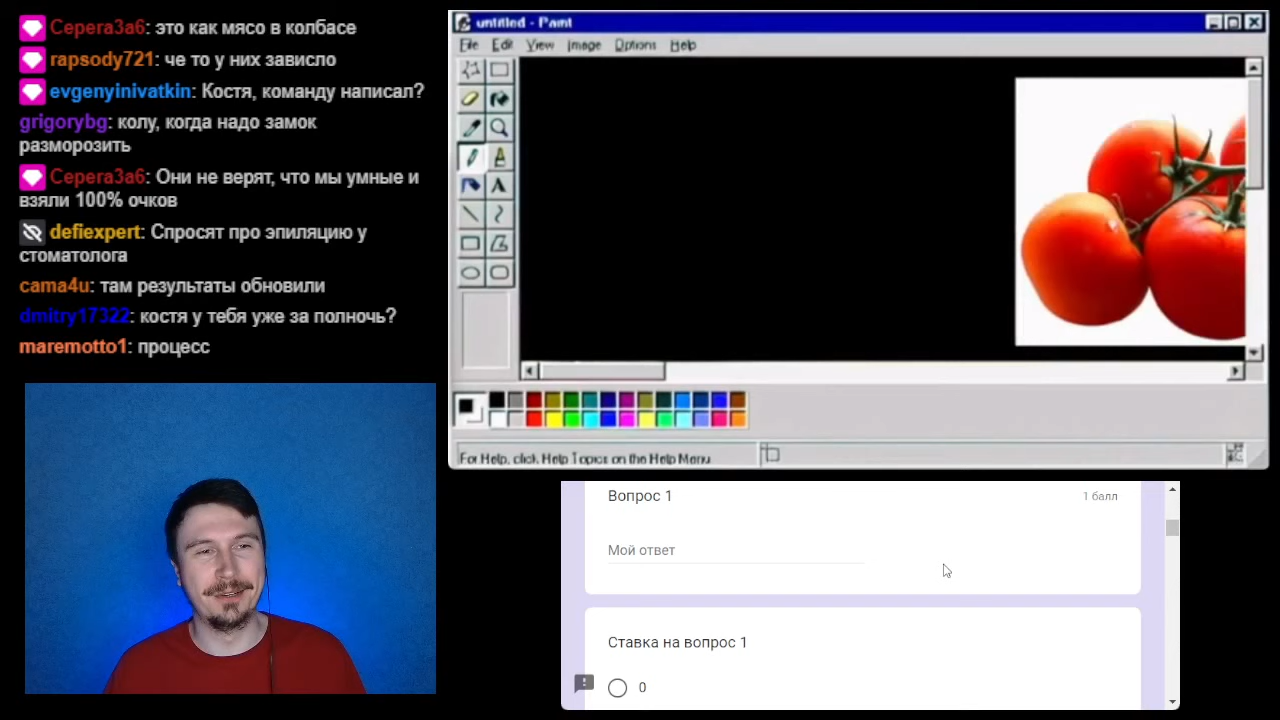 Cepera3a6: это как мясо в колбасе
rapsody721: че то у них зависло
evgenyinivatkin: Костя, команду написал?
grigorybg: колу, когда надо замок
разморозить
Cepera3a6: Они не верят, что мы умные и
взяли 100% очков
defiexpert: Спросят про эпиляцию у
стоматолога
cama4u: там результаты обновили
dmitry17322: костя у тебя уже за полночь?
maremotto1: процесс
untitled - Paint
File Edit View Image Options Help
For Help, click Help Topics on the Help Menu.
Вопрос 1
1 балл
Мой ответ
Ставка на вопрос 1
0